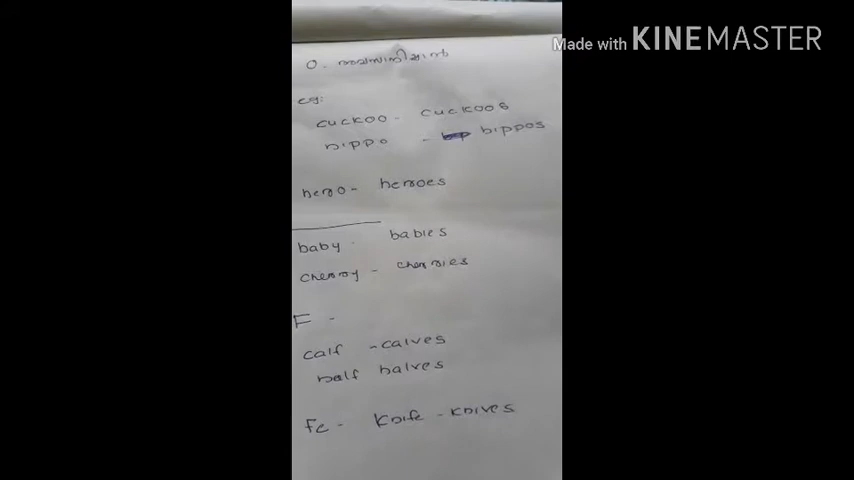 Made with KINEMASTER
O.
eg:
cuckoo - cuckoos
hippo - hippos
hero - heroes
baby - babies
cherry - cherries
F -
calf - calves
half halves
fe - Knife - knives